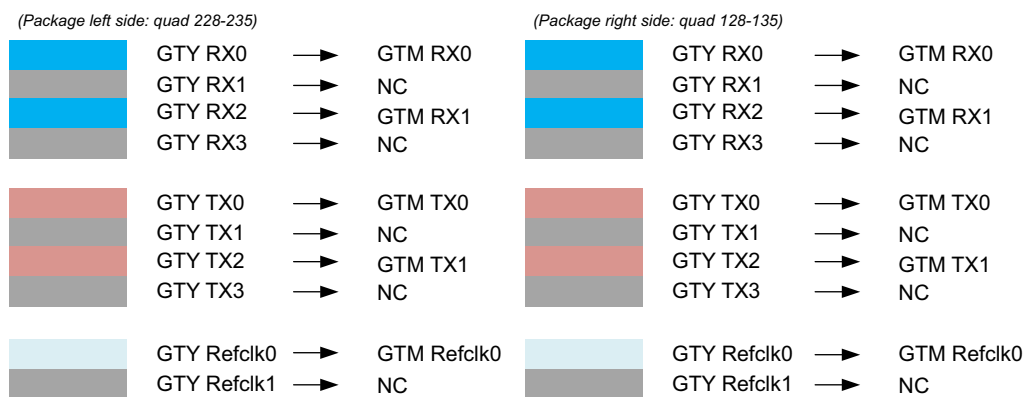 (Package left side: quad 228-235)
GTY RX0 GTM RX0
GTY RX1 NC
GTY RX2 GTM RX1
GTY RX3 NC
GTY TX0 GTM TX0
GTY TX1 NC
GTY TX2 GTM TX1
GTY TX3 NC
GTY Refclk0 GTM Refclk0
GTY Refclk1 NC
(Package right side: quad 128-135)
GTY RX0 GTM RX0
GTY RX1 NC
GTY RX2 GTM RX1
GTY RX3 NC
GTY TX0 GTM TX0
GTY TX1 NC
GTY TX2 GTM TX1
GTY TX3 NC
GTY Refclk0 GTM Refclk0
GTY Refclk1 NC